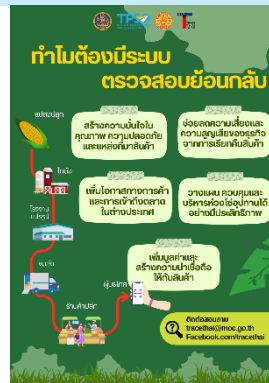 TPSO
ทำไมต้องมีระบบ
ตรวจสอบย้อนกลับ
แปลงปลูก
สร้างความมั่นใจใน
คุณภาพ ความปลอดภัย
และแหล่งที่มาสินค้า
ช่วยลดความเสี่ยงและ
ความสูญเสียของธุรกิจ
จากการเรียกคืนสินค้า
โกดัง
เพิ่มโอกาสทางการค้า
และการเข้าถึงตลาด
ในต่างประเทศ
วางแผน ควบคุมและ
บริหารห่วงโซ่อุปทานได้
อย่างมีประสิทธิภาพ
โรงงาน
แปรรูป
เพิ่มมูลค่าและ
สร้างความน่าเชื่อถือ
ให้กับสินค้า
ขนส่ง
ผู้บริโภค
ร้านค้าปลีก
ติดต่อสอบถาม
tracethai@moc.go.th
Facebook.com/tracethai